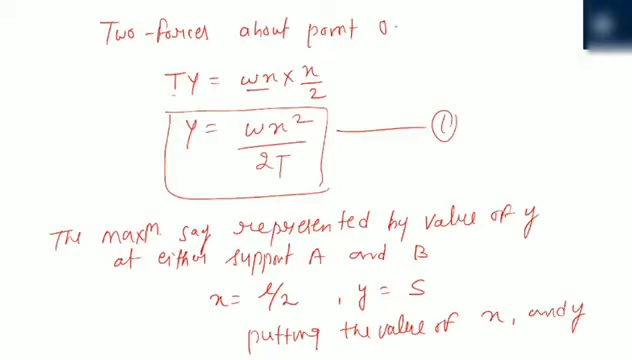 Two-forces about point O.
TY = wx × x/2
Y = wx²/2T ——— ①
The maxm say represented by value of y
at either support A and B
x = l/2 , y = S
putting the value of x, and y